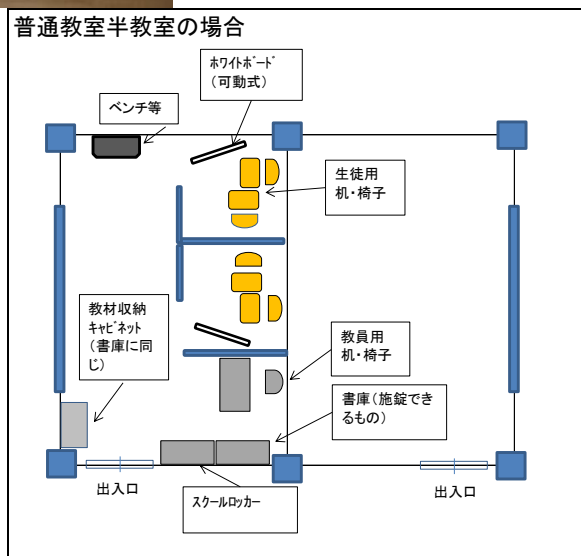 普通教室半教室の場合
ﾎﾜｲﾄﾎﾞｰﾄﾞ
（可動式）
ベンチ等
生徒用
机・椅子
教材収納
ｷｬﾋﾞﾈｯﾄ
（書庫に同
じ）
教員用
机・椅子
書庫（施錠でき
るもの）
出入口
ｽｸｰﾙﾛｯｶｰ
出入口